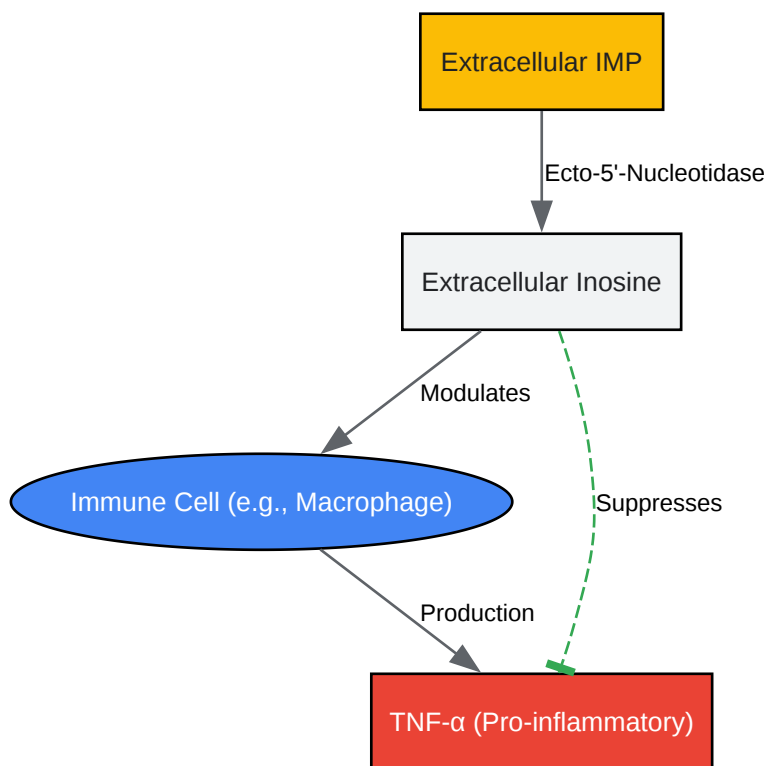 Extracellular IMP
Ecto-5'-Nucleotidase
Extracellular Inosine
Modulates
Immune Cell (e.g., Macrophage)
Suppresses
Production
TNF-α (Pro-inflammatory)